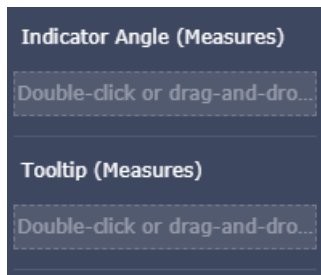 Indicator Angle (Measures)
Double-click or drag-and-dro...
Tooltip (Measures)
Double-click or drag-and-dro...